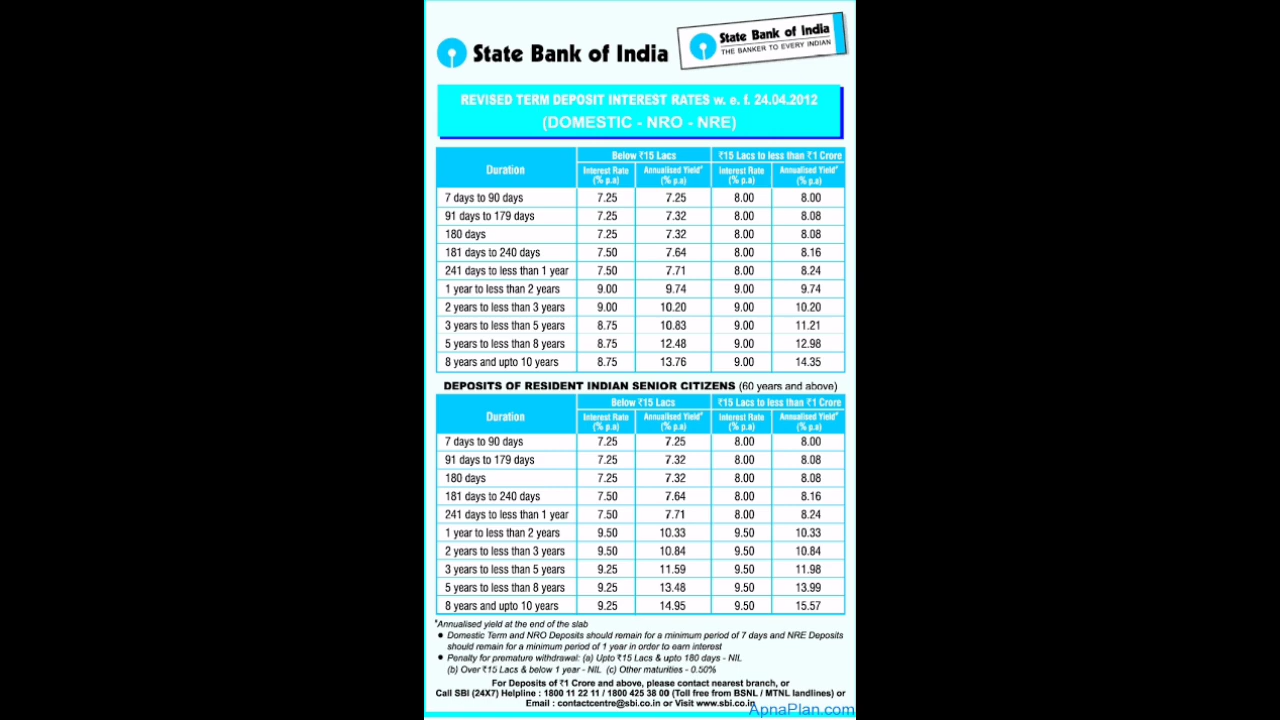 State Bank of India
State Bank of India
THE BANKER TO EVERY INDIAN
REVISED TERM DEPOSIT INTEREST RATES w. e. f. 24.04.2012
(DOMESTIC - NRO - NRE)
Duration Below ₹15 Lacs ₹15 Lacs to less than ₹1 Crore
Interest Rate (% p.a) Annualised Yield# (% p.a) Interest Rate (% p.a) Annualised Yield# (% p.a)
7 days to 90 days 7.25 7.25 8.00 8.00
91 days to 179 days 7.25 7.32 8.00 8.08
180 days 7.25 7.32 8.00 8.08
181 days to 240 days 7.50 7.64 8.00 8.16
241 days to less than 1 year 7.50 7.71 8.00 8.24
1 year to less than 2 years 9.00 9.74 9.00 9.74
2 years to less than 3 years 9.00 10.20 9.00 10.20
3 years to less than 5 years 8.75 10.83 9.00 11.21
5 years to less than 8 years 8.75 12.48 9.00 12.98
8 years and upto 10 years 8.75 13.76 9.00 14.35
DEPOSITS OF RESIDENT INDIAN SENIOR CITIZENS (60 years and above)
Duration Below ₹15 Lacs ₹15 Lacs to less than ₹1 Crore
Interest Rate (% p.a) Annualised Yield# (% p.a) Interest Rate (% p.a) Annualised Yield# (% p.a)
7 days to 90 days 7.25 7.25 8.00 8.00
91 days to 179 days 7.25 7.32 8.00 8.08
180 days 7.25 7.32 8.00 8.08
181 days to 240 days 7.50 7.64 8.00 8.16
241 days to less than 1 year 7.50 7.71 8.00 8.24
1 year to less than 2 years 9.50 10.33 9.50 10.33
2 years to less than 3 years 9.50 10.84 9.50 10.84
3 years to less than 5 years 9.25 11.59 9.50 11.98
5 years to less than 8 years 9.25 13.48 9.50 13.99
8 years and upto 10 years 9.25 14.95 9.50 15.57
#Annualised yield at the end of the slab
● Domestic Term and NRO Deposits should remain for a minimum period of 7 days and NRE Deposits
should remain for a minimum period of 1 year in order to earn interest
● Penalty for premature withdrawal: (a) Upto ₹15 Lacs & upto 180 days - NIL
(b) Over ₹15 Lacs & below 1 year - NIL (c) Other maturities - 0.50%
For Deposits of ₹1 Crore and above, please contact nearest branch, or
Call SBI (24X7) Helpline : 1800 11 22 11 / 1800 425 38 00 (Toll free from BSNL / MTNL landlines) or
Email : contactcentre@sbi.co.in or Visit www.sbi.co.in
ApnaPlan.com